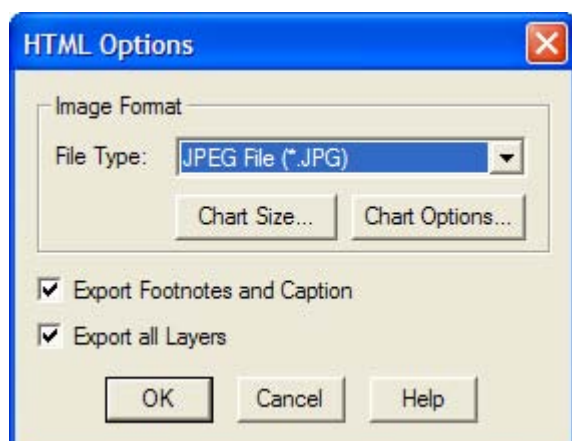 HTML Options
Image Format
File Type: JPEG File (*.JPG)
Chart Size... Chart Options...
Export Footnotes and Caption
Export all Layers
OK Cancel Help